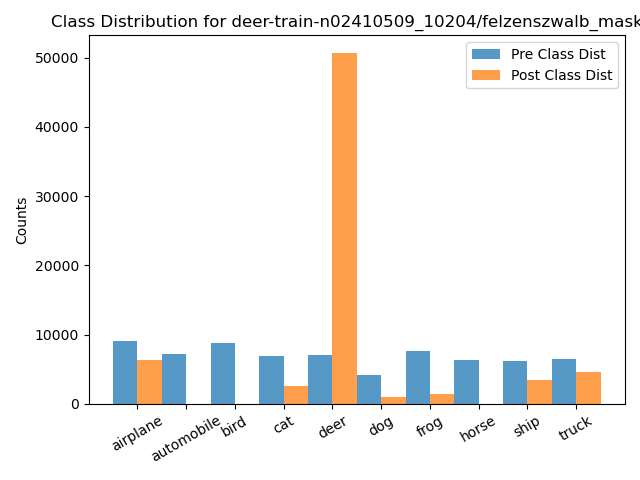 Class Distribution for deer-train-n02410509_10204/felzenszwalb_mask
Pre Class Dist
Post Class Dist
50000
40000
30000
20000
10000
0
Counts
airplane
automobile
bird
cat
deer
dog
frog
horse
ship
truck